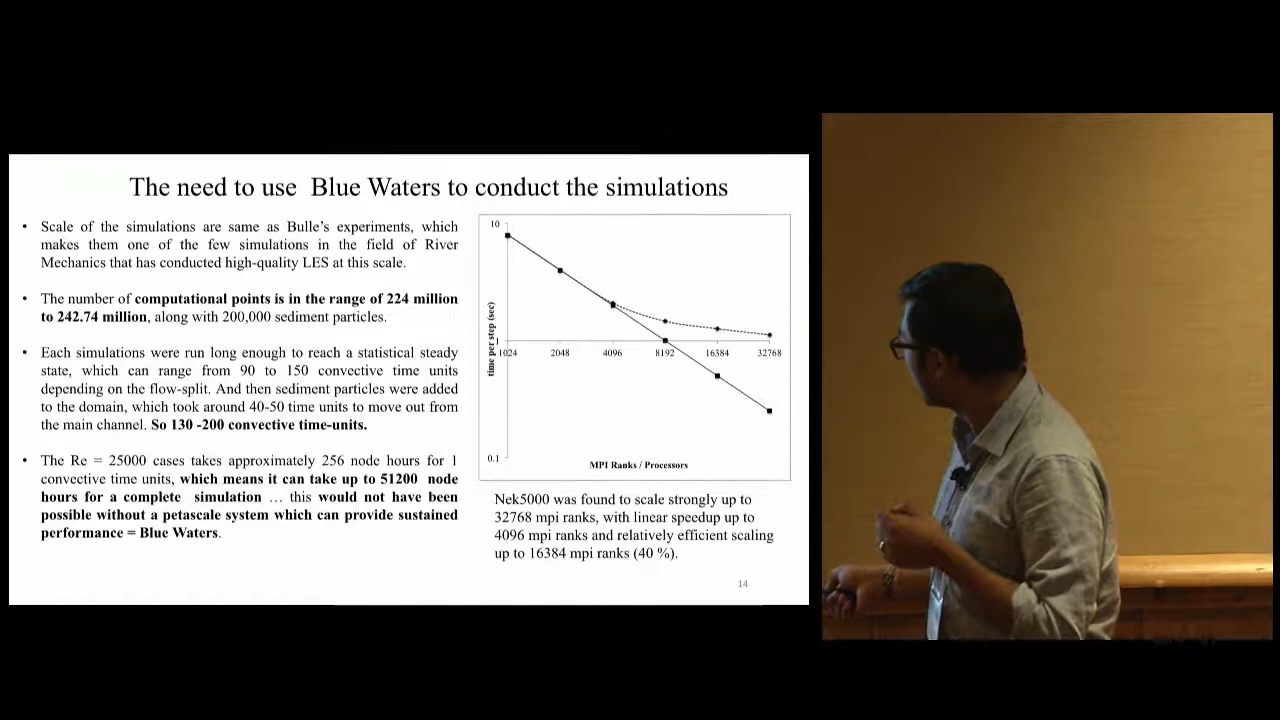 The need to use Blue Waters to conduct the simulations
• Scale of the simulations are same as Bulle's experiments, which
makes them one of the few simulations in the field of River
Mechanics that has conducted high-quality LES at this scale.
• The number of computational points is in the range of 224 million
to 242.74 million, along with 200,000 sediment particles.
• Each simulations were run long enough to reach a statistical steady
state, which can range from 90 to 150 convective time units
depending on the flow-split. And then sediment particles were added
to the domain, which took around 40-50 time units to move out from
the main channel. So 130 -200 convective time-units.
• The Re = 25000 cases takes approximately 256 node hours for 1
convective time units, which means it can take up to 51200 node
hours for a complete simulation … this would not have been
possible without a petascale system which can provide sustained
performance = Blue Waters.
10
time per step (sec)
1
1024 2048 4096 8192 16384 32768
0.1
MPI Ranks / Processors
Nek5000 was found to scale strongly up to
32768 mpi ranks, with linear speedup up to
4096 mpi ranks and relatively efficient scaling
up to 16384 mpi ranks (40 %).
14